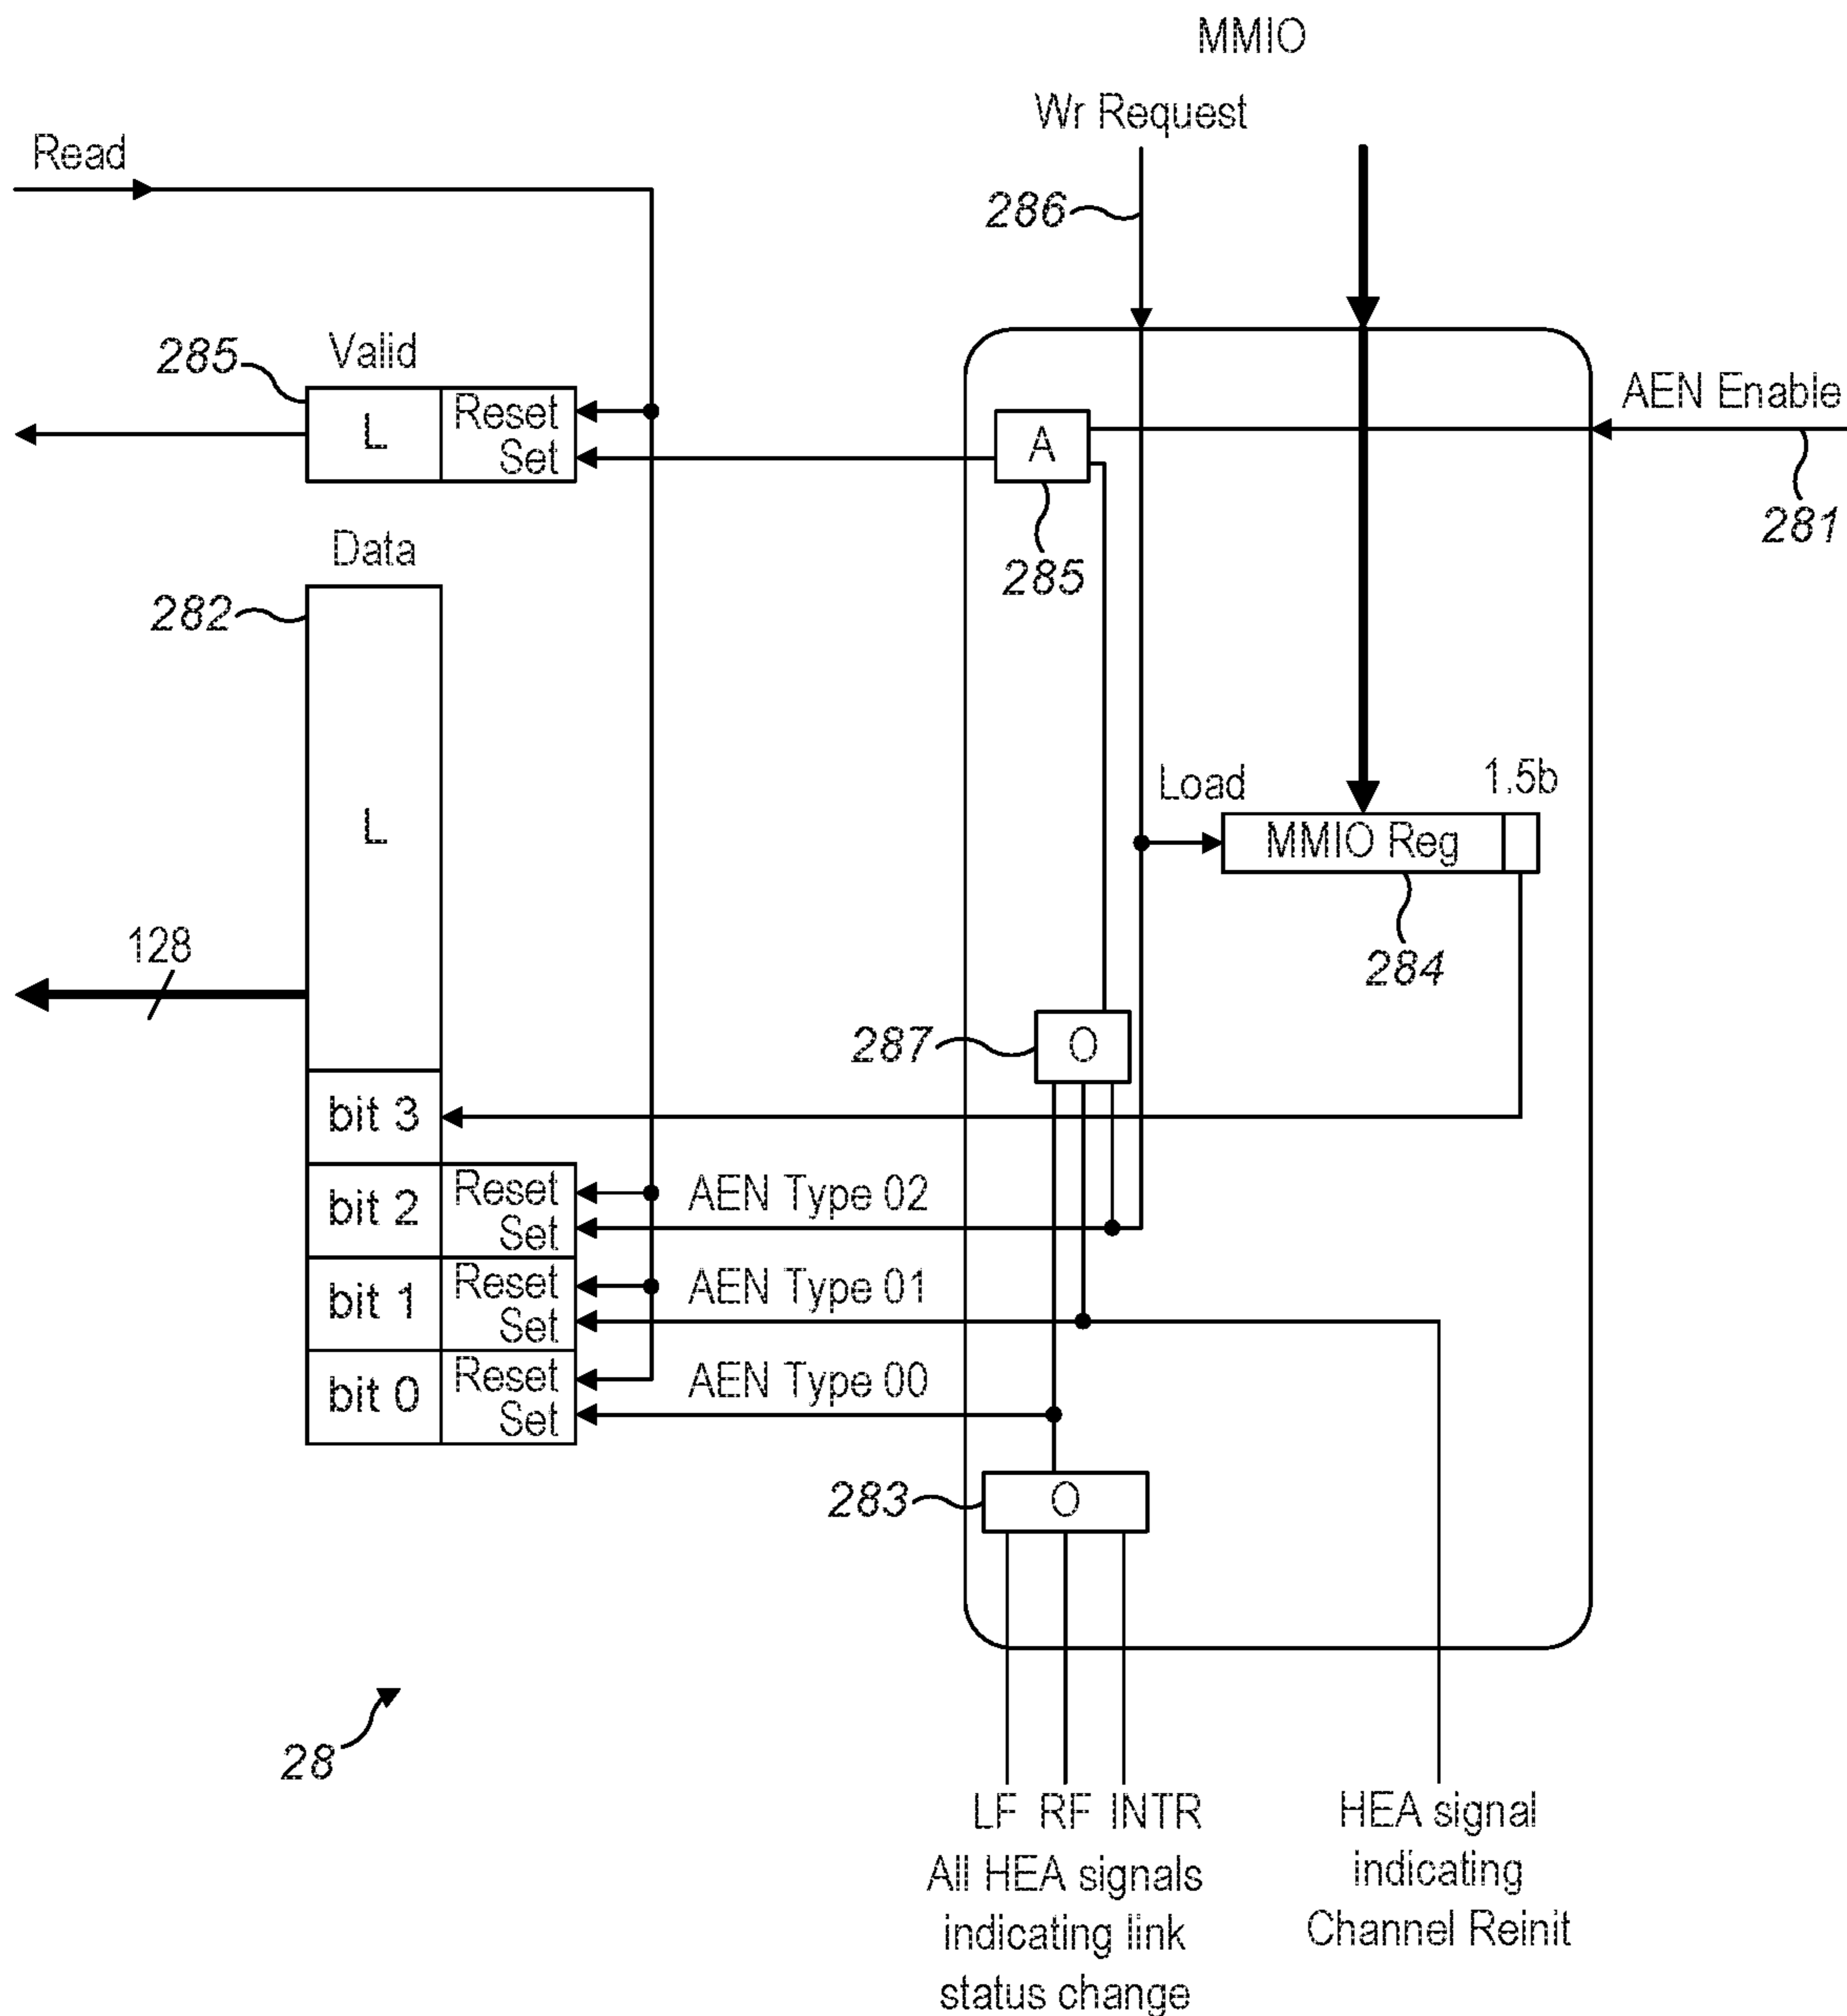 MMIO
Wr Request
Read
286
285
Valid
L
Reset
Set
A
285
AEN Enable
281
Data
282
L
Load
1.5b
MMIO Reg
284
128
287
O
bit 3
bit 2
Reset
Set
AEN Type 02
bit 1
Reset
Set
AEN Type 01
bit 0
Reset
Set
AEN Type 00
283
O
28
LF RF INTR
All HEA signals
indicating link
status change
HEA signal
indicating
Channel Reinit